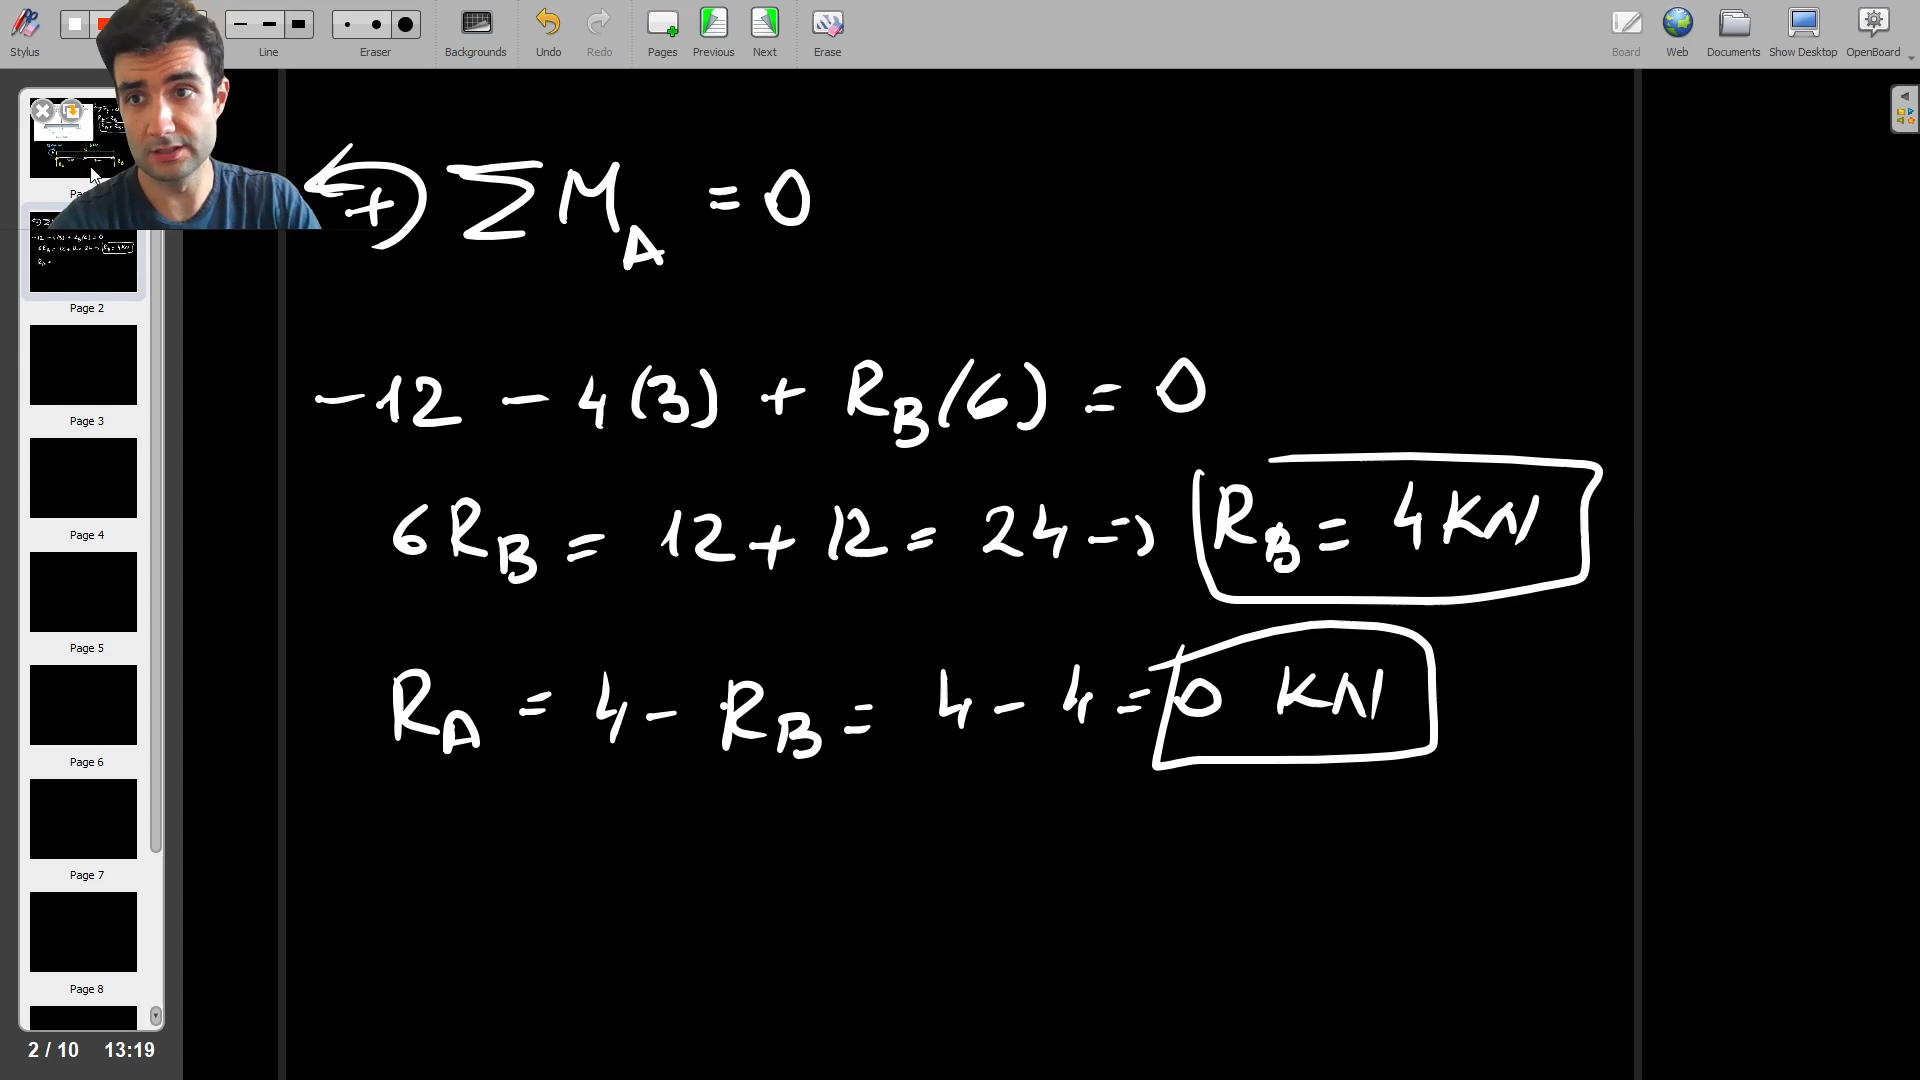 Stylus Line Eraser Backgrounds Undo Redo Pages Previous Next Erase Board Web Documents Show Desktop OpenBoard
+ ΣM_A = 0
-12 - 4(3) + R_B(6) = 0
6R_B = 12 + 12 = 24 => R_B = 4 KN
R_A = 4 - R_B = 4 - 4 = 0 KN
Page 2
Page 3
Page 4
Page 5
Page 6
Page 7
Page 8
2 / 10 13:19